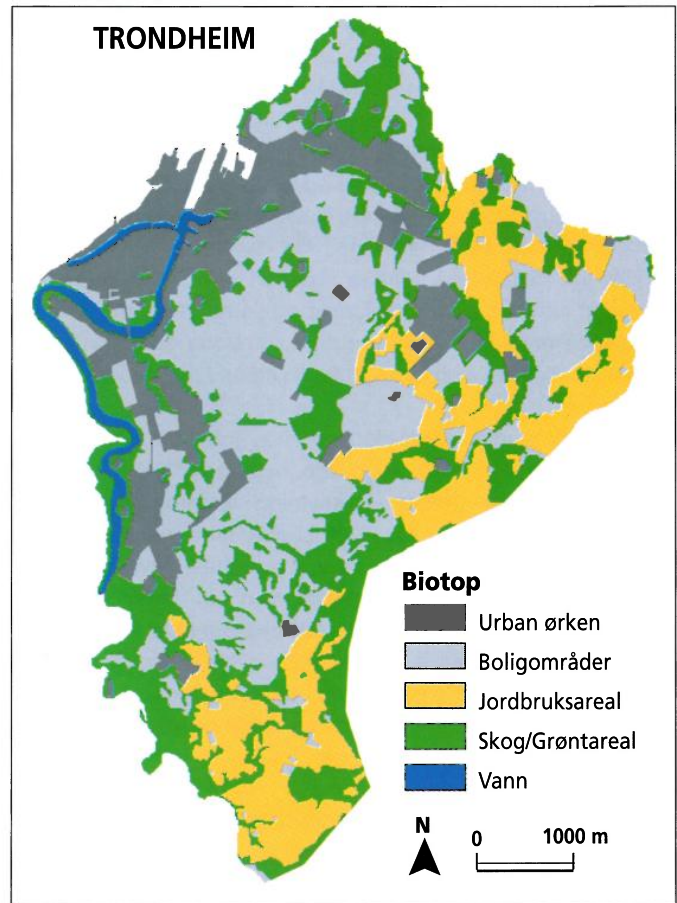 TRONDHEIM
Biotop
Urban ørken
Boligområder
Jordbruksareal
Skog/Grøntareal
Vann
N
0 1000 m